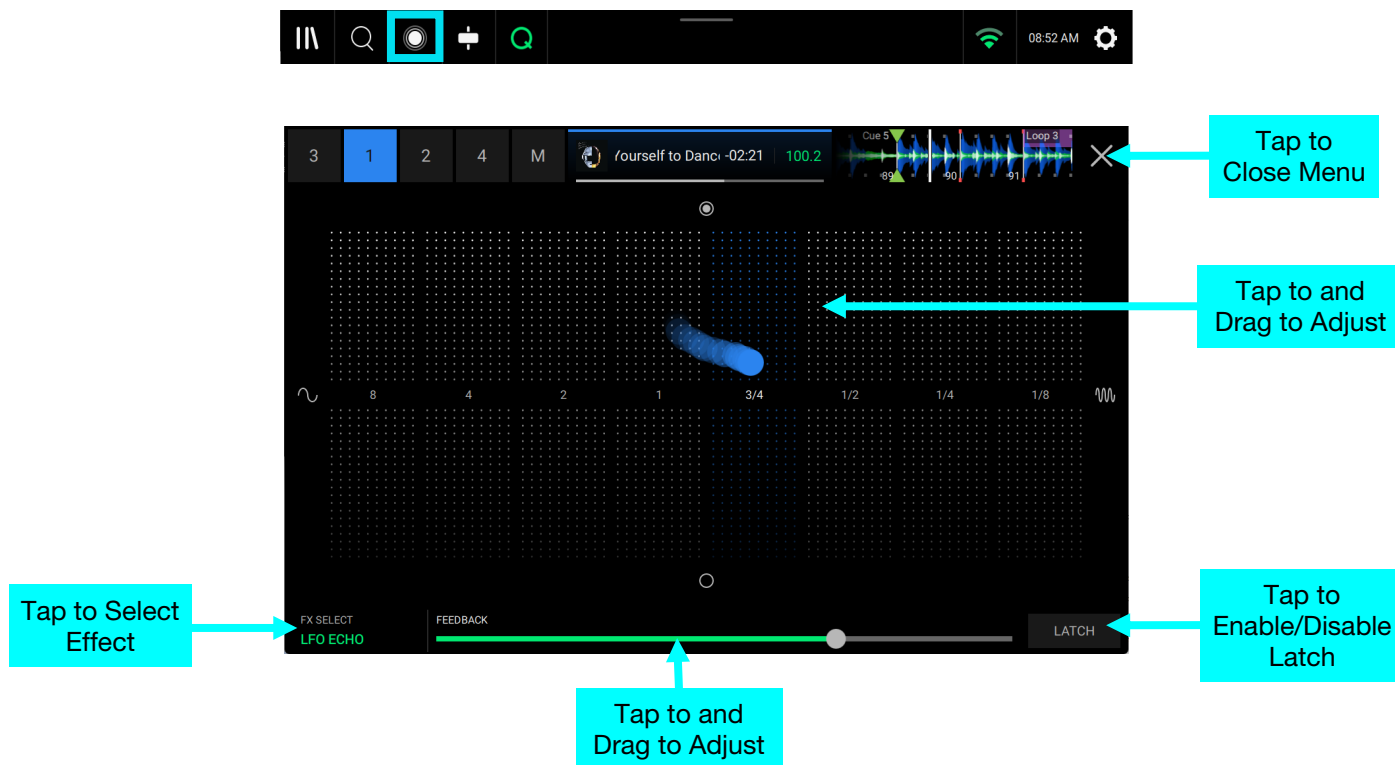 08:52 AM
3 1 2 4 M
Yourself to Danc -02:21 100.2
Cue 5 Loop 3
89 90 91
Tap to
Close Menu
Tap to and
Drag to Adjust
8 4 2 1 3/4 1/2 1/4 1/8
Tap to Select
Effect
FX SELECT
LFO ECHO
FEEDBACK
LATCH
Tap to
Enable/Disable
Latch
Tap to and
Drag to Adjust